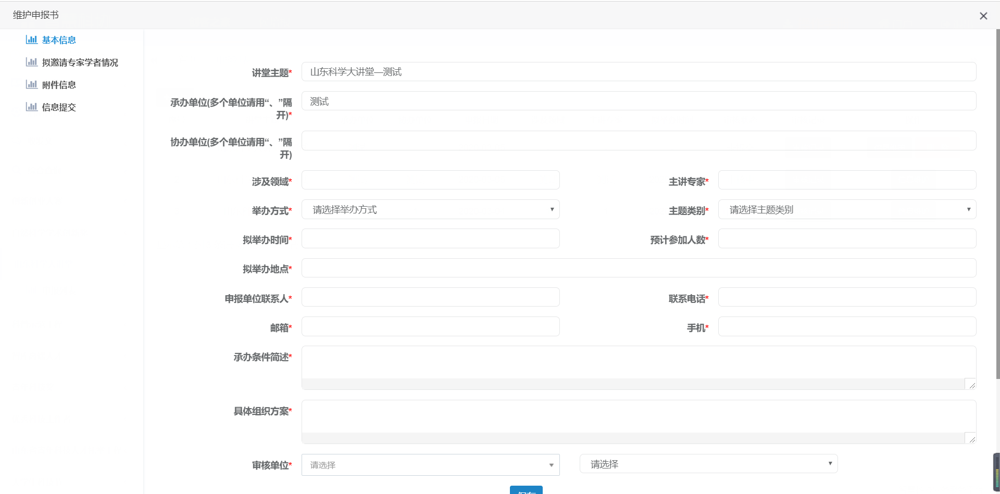 维护申报书
基本信息
拟邀请专家学者情况
附件信息
信息提交
讲堂主题* 山东科学大讲堂—测试
承办单位(多个单位请用“、”隔
开)* 测试
协办单位(多个单位请用“、”隔
开)
涉及领域* 主讲专家*
举办方式* 请选择举办方式 主题类别* 请选择主题类别
拟举办时间* 预计参加人数*
拟举办地点*
申报单位联系人* 联系电话*
邮箱* 手机*
承办条件简述*
具体组织方案*
审核单位* 请选择 请选择
保存